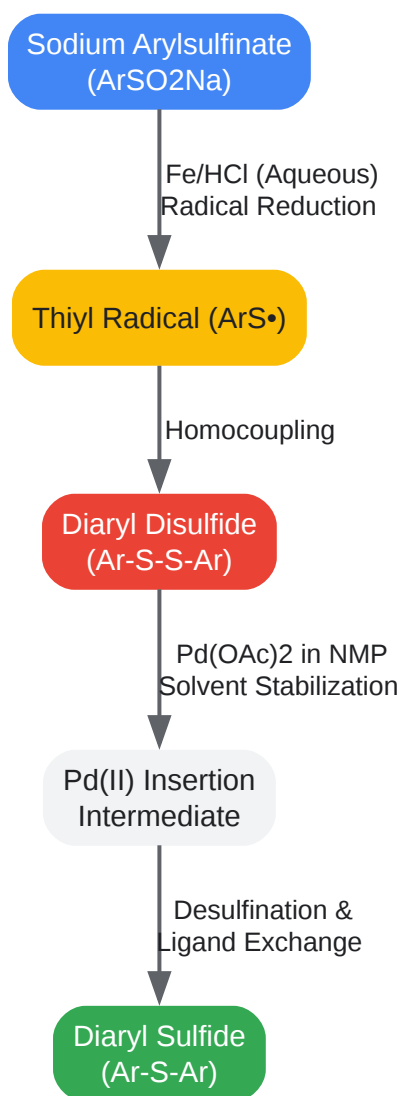 Sodium Arylsulfinate
(ArSO2Na)
Fe/HCl (Aqueous)
Radical Reduction
Thiyl Radical (ArS•)
Homocoupling
Diaryl Disulfide
(Ar-S-S-Ar)
Pd(OAc)2 in NMP
Solvent Stabilization
Pd(II) Insertion
Intermediate
Desulfination &
Ligand Exchange
Diaryl Sulfide
(Ar-S-Ar)